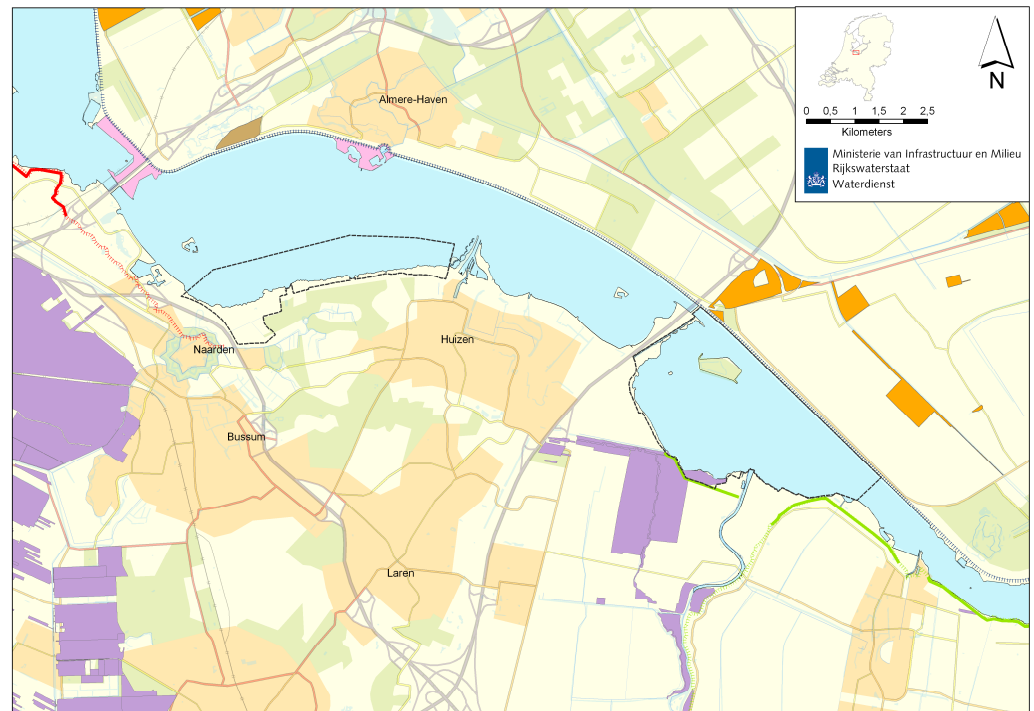 Almere-Haven
Naarden
Huizen
Bussum
Laren
N
0 0,5 1 1,5 2 2,5
Kilometers
Ministerie van Infrastructuur en Milieu
Rijkswaterstaat
Waterdienst